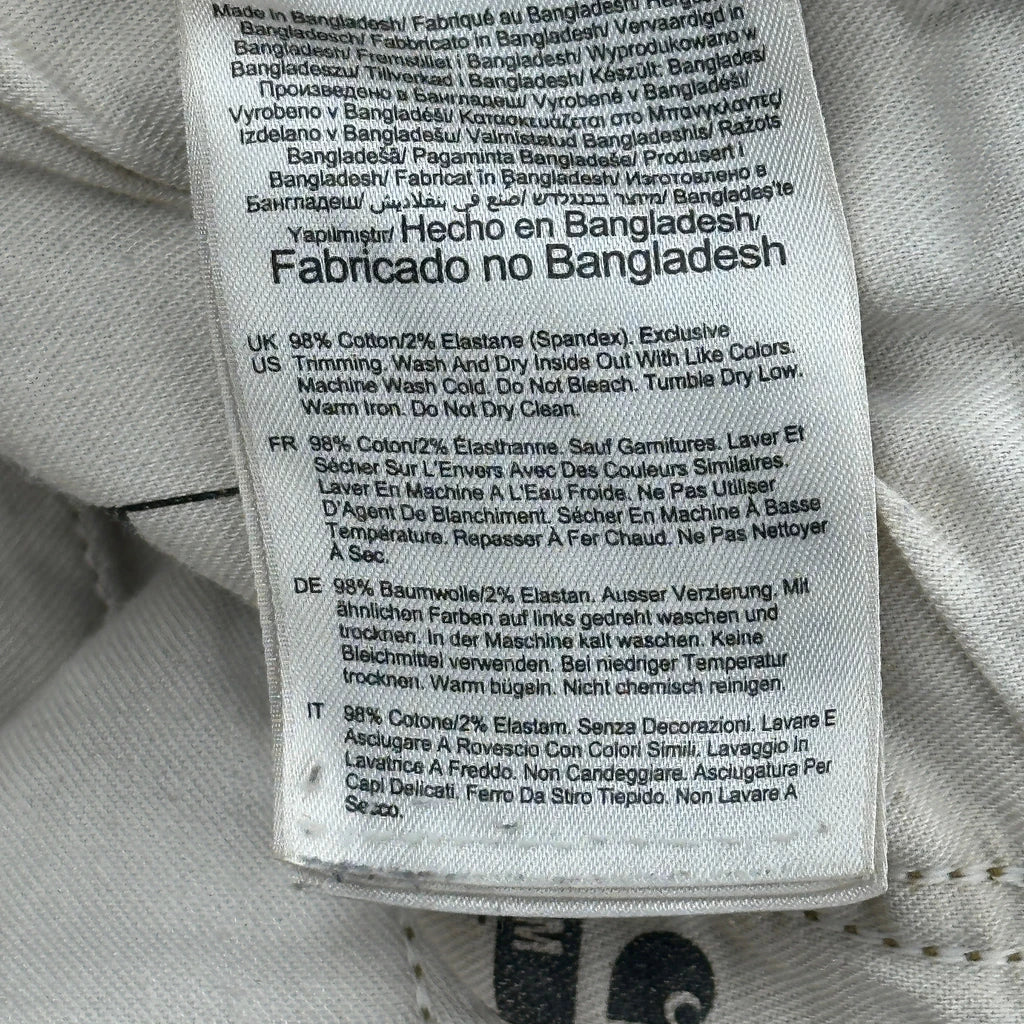 Made in Bangladesh/ Fabriqué au Bangladesh/
Bangladesch/ Fabbricato in Bangladesh/ Vervaardigd in
Bangladesh/ Fremstillet i Bangladesh/ Wyprodukowano w
Bangladeszu/ Tillverkad i Bangladesh/ Készült: Banglades/
Произведено в Бангладеш/ Vyrobené v Bangladéši/
Vyrobeno v Bangladéši/ Κατασκευάζεται στο Μπανγκλαντές/
Izdelano v Bangladešu/ Valmistatud Bangladeshis/ Ražots
Bangladešā/ Pagaminta Bangladeše/ Produsert i
Bangladesh/ Fabricat în Bangladesh/ Изготовлено в
Бангладеш/ صنع في بنغلاديش/ מיוצר בבנגלדש/ Bangladeş'te
Yapılmıştır/ Hecho en Bangladesh/
Fabricado no Bangladesh
UK 98% Cotton/2% Elastane (Spandex). Exclusive
US Trimming. Wash And Dry Inside Out With Like Colors.
Machine Wash Cold. Do Not Bleach. Tumble Dry Low.
Warm Iron. Do Not Dry Clean.
FR 98% Coton/2% Élasthanne. Sauf Garnitures. Laver Et
Sécher Sur L'Envers Avec Des Couleurs Similaires.
Laver En Machine A L'Eau Froide. Ne Pas Utiliser
D'Agent De Blanchiment. Sécher En Machine À Basse
Température. Repasser À Fer Chaud. Ne Pas Nettoyer
À Sec.
DE 98% Baumwolle/2% Elastan. Ausser Verzierung. Mit
ähnlichen Farben auf links gedreht waschen und
trocknen. In der Maschine kalt waschen. Keine
Bleichmittel verwenden. Bei niedriger Temperatur
trocknen. Warm bügeln. Nicht chemisch reinigen.
IT 98% Cotone/2% Elastam. Senza Decorazioni. Lavare E
Asciugare A Rovescio Con Colori Simili. Lavaggio In
Lavatrice A Freddo. Non Candeggiare. Asciugatura Per
Capi Delicati. Ferro Da Stiro Tiepido. Non Lavare A
Secco.
M